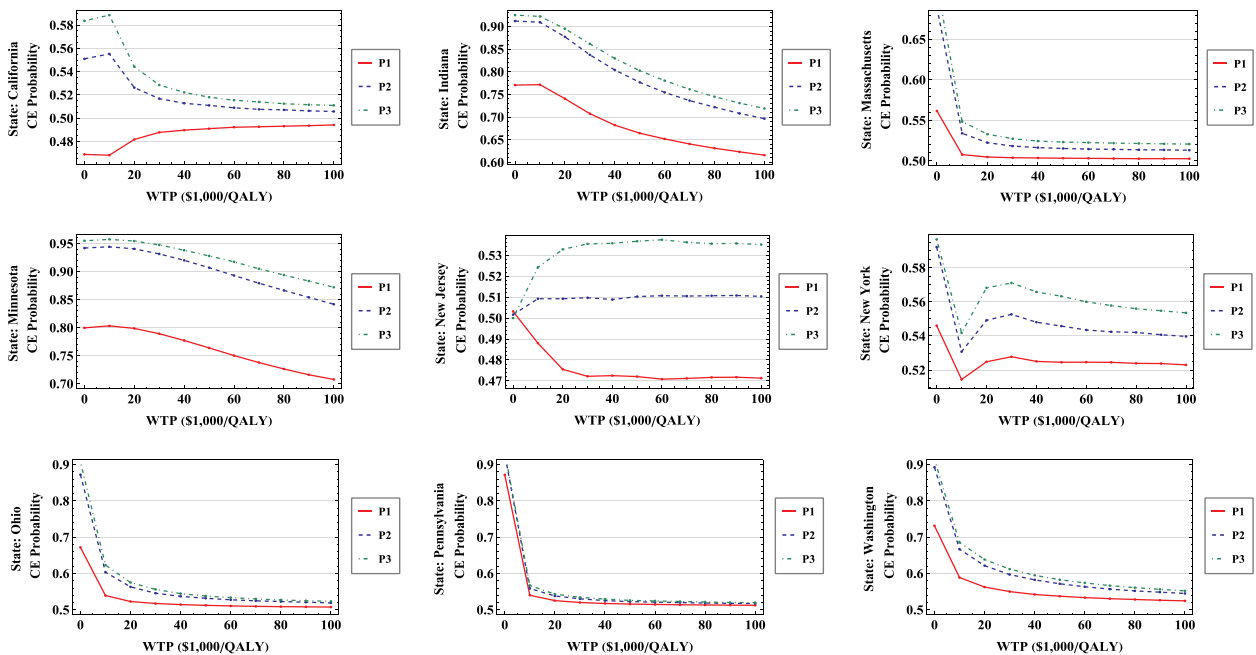 State: California
CE Probability
0.58
0.56
0.54
0.52
0.50
0.48
0 20 40 60 80 100
WTP ($1,000/QALY)
P1
P2
P3
State: Indiana
CE Probability
0.90
0.85
0.80
0.75
0.70
0.65
0.60
0 20 40 60 80 100
WTP ($1,000/QALY)
P1
P2
P3
State: Massachusetts
CE Probability
0.65
0.60
0.55
0.50
0 20 40 60 80 100
WTP ($1,000/QALY)
P1
P2
P3
State: Minnesota
CE Probability
0.95
0.90
0.85
0.80
0.75
0.70
0 20 40 60 80 100
WTP ($1,000/QALY)
P1
P2
P3
State: New Jersey
CE Probability
0.53
0.52
0.51
0.50
0.49
0.48
0.47
0 20 40 60 80 100
WTP ($1,000/QALY)
P1
P2
P3
State: New York
CE Probability
0.58
0.56
0.54
0.52
0 20 40 60 80 100
WTP ($1,000/QALY)
P1
P2
P3
State: Ohio
CE Probability
0.9
0.8
0.7
0.6
0.5
0 20 40 60 80 100
WTP ($1,000/QALY)
P1
P2
P3
State: Pennsylvania
CE Probability
0.9
0.8
0.7
0.6
0.5
0 20 40 60 80 100
WTP ($1,000/QALY)
P1
P2
P3
State: Washington
CE Probability
0.9
0.8
0.7
0.6
0.5
0 20 40 60 80 100
WTP ($1,000/QALY)
P1
P2
P3